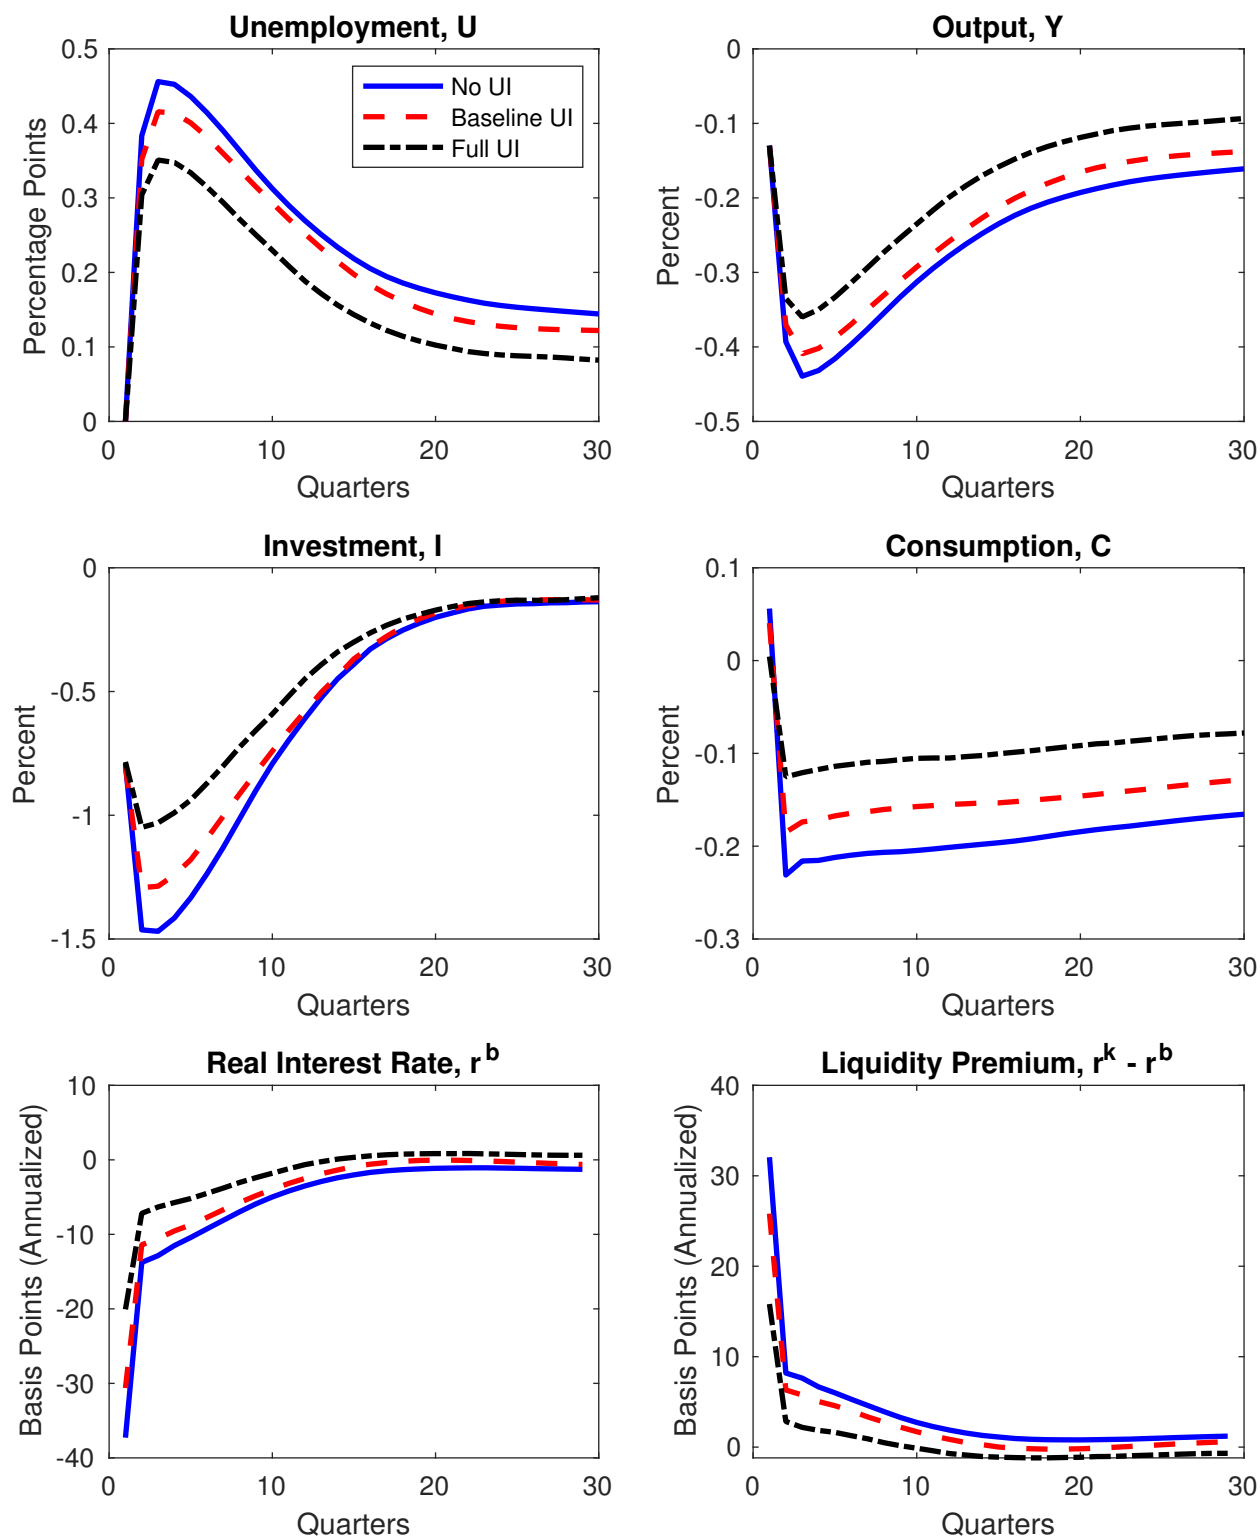 Unemployment, U
0.5
0.4
0.3
0.2
0.1
0
Percentage Points
No UI
Baseline UI
Full UI
0 10 20 30
Quarters
Output, Y
0
-0.1
-0.2
-0.3
-0.4
-0.5
Percent
0 10 20 30
Quarters
Investment, I
0
-0.5
-1
-1.5
Percent
0 10 20 30
Quarters
Consumption, C
0.1
0
-0.1
-0.2
-0.3
Percent
0 10 20 30
Quarters
Real Interest Rate, r^b
10
0
-10
-20
-30
-40
Basis Points (Annualized)
0 10 20 30
Quarters
Liquidity Premium, r^k - r^b
40
30
20
10
0
Basis Points (Annualized)
0 10 20 30
Quarters